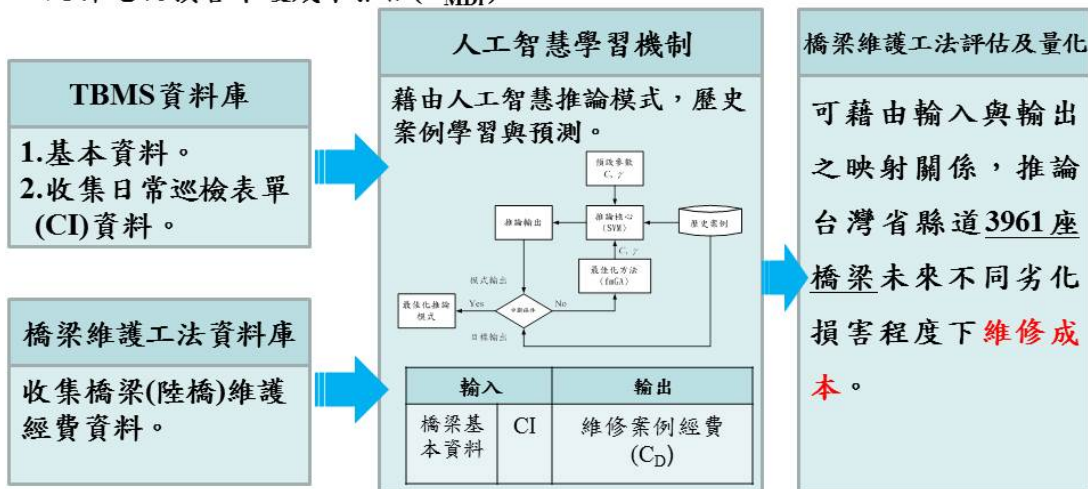 TBMS資料庫
1.基本資料。
2.收集日常巡檢表單
(CI)資料。
橋梁維護工法資料庫
收集橋梁(陸橋)維護
經費資料。
人工智慧學習機制
藉由人工智慧推論模式，歷史
案例學習與預測。
預設參數
C, γ
推論輸出
推論核心
(SVM)
歷史案例
C, γ
最佳化方法
(fmGA)
模式輸出
最佳化推論
模式
Yes
No
目標輸出
輸入
輸出
橋梁基
本資料
CI
維修案例經費
(C_D)
橋梁維護工法評估及量化
可藉由輸入與輸出
之映射關係，推論
台灣省縣道3961座
橋梁未來不同劣化
損害程度下維修成
本。